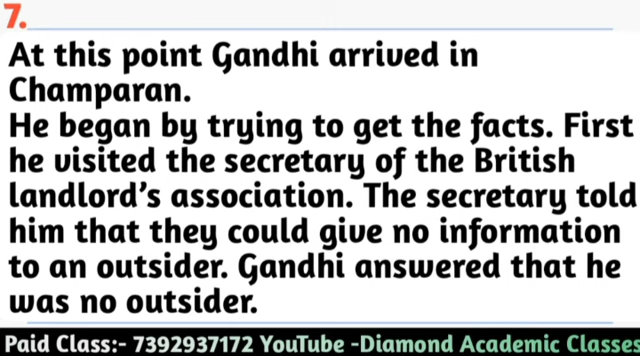 7.
At this point Gandhi arrived in
Champaran.
He began by trying to get the facts. First
he visited the secretary of the British
landlord's association. The secretary told
him that they could give no information
to an outsider. Gandhi answered that he
was no outsider.
Paid Class:- 7392937172 YouTube -Diamond Academic Classes